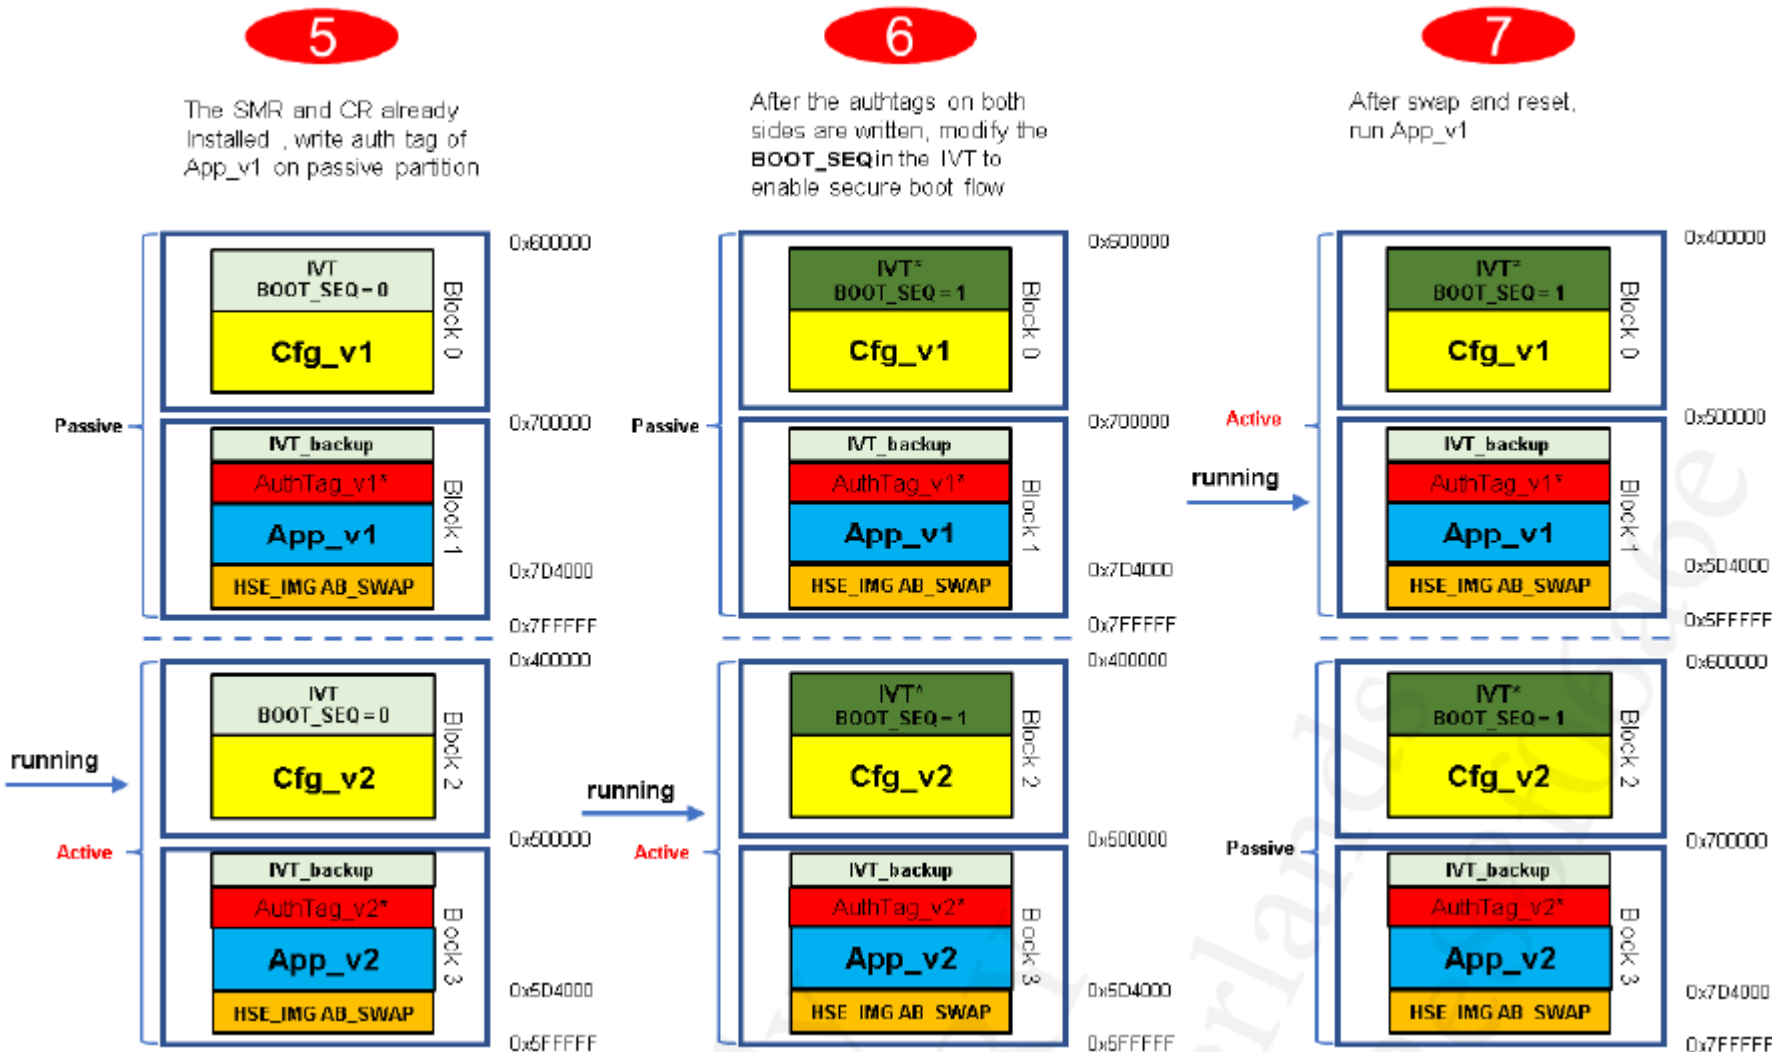 5
The SMR and CR already
Installed , write auth tag of
App_v1 on passive partition
Passive
0x600000
IVT
BOOT_SEQ = 0
Cfg_v1
Block 0
0x700000
IVT_backup
AuthTag_v1*
App_v1
Block 1
0x7D4000
HSE_IMG AB_SWAP
0x7FFFFF
running
Active
0x400000
IVT
BOOT_SEQ = 0
Cfg_v2
Block 2
0x500000
IVT_backup
AuthTag_v2*
App_v2
Block 3
0x5D4000
HSE_IMG AB_SWAP
0x5FFFFF
6
After the authtags on both
sides are written, modify the
BOOT_SEQ in the IVT to
enable secure boot flow
Passive
0x600000
IVT*
BOOT_SEQ = 1
Cfg_v1
Block 0
0x700000
IVT_backup
AuthTag_v1*
App_v1
Block 1
0x7D4000
HSE_IMG AB_SWAP
0x7FFFFF
running
Active
0x400000
IVT*
BOOT_SEQ = 1
Cfg_v2
Block 2
0x500000
IVT_backup
AuthTag_v2*
App_v2
Block 3
0x5D4000
HSE_IMG AB_SWAP
0x5FFFFF
7
After swap and reset,
run App_v1
Active
running
0x400000
IVT*
BOOT_SEQ = 1
Cfg_v1
Block 0
0x500000
IVT_backup
AuthTag_v1*
App_v1
Block 1
0x5D4000
HSE_IMG AB_SWAP
0x5FFFFF
Passive
0x600000
IVT*
BOOT_SEQ = 1
Cfg_v2
Block 2
0x700000
IVT_backup
AuthTag_v2*
App_v2
Block 3
0x7D4000
HSE_IMG AB_SWAP
0x7FFFFF